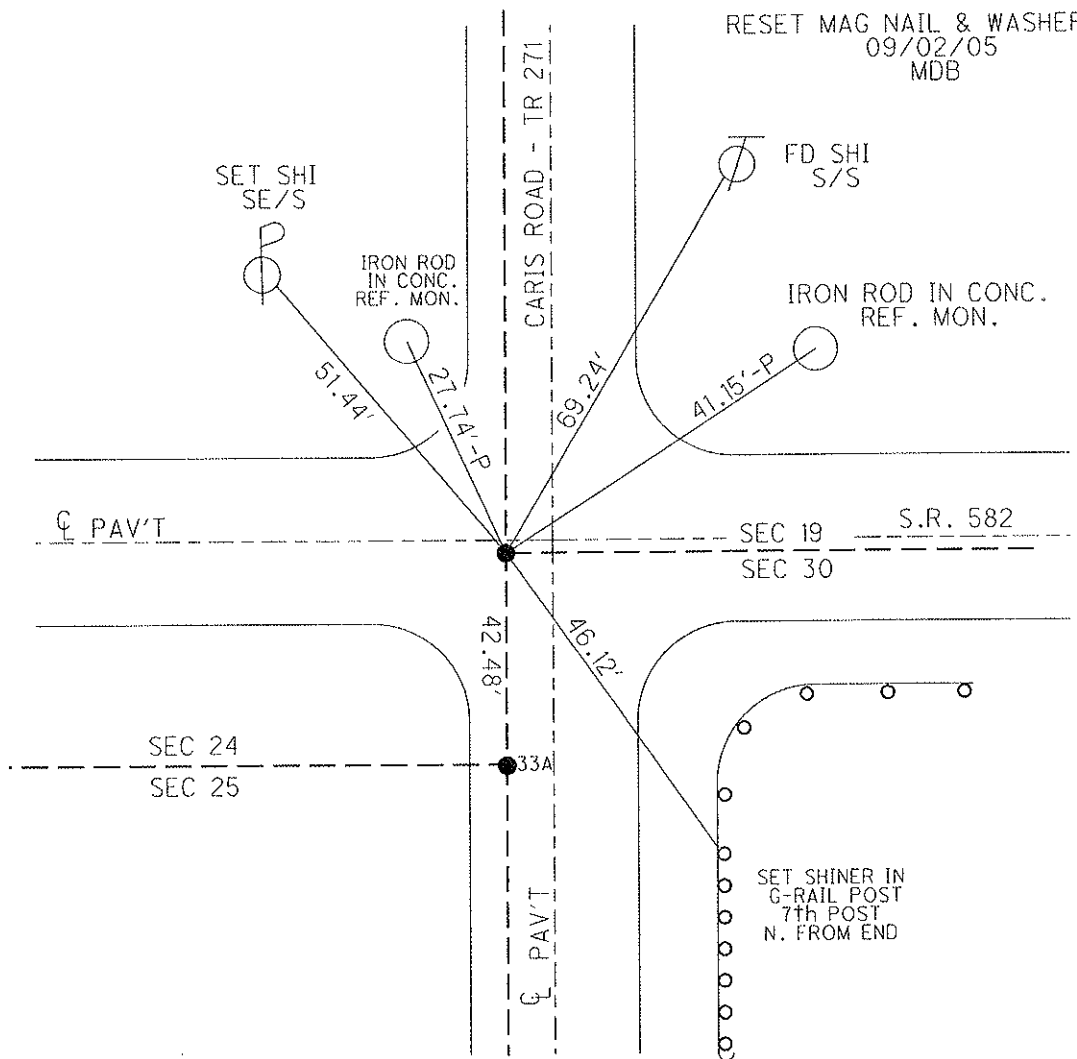 RESET MAG NAIL & WASHER
09/02/05
MDB
SET SHI
SE/S
IRON ROD
IN CONC.
REF. MON.
CARIS ROAD - TR 271
FD SHI
S/S
IRON ROD IN CONC.
REF. MON.
51.44'
27.74'-P
69.24'
41.15'-P
℄ PAV'T
SEC 19
S.R. 582
SEC 30
42.48'
46.12'
SEC 24
SEC 25
33A
℄ PAV'T
SET SHINER IN
G-RAIL POST
7th POST
N. FROM END